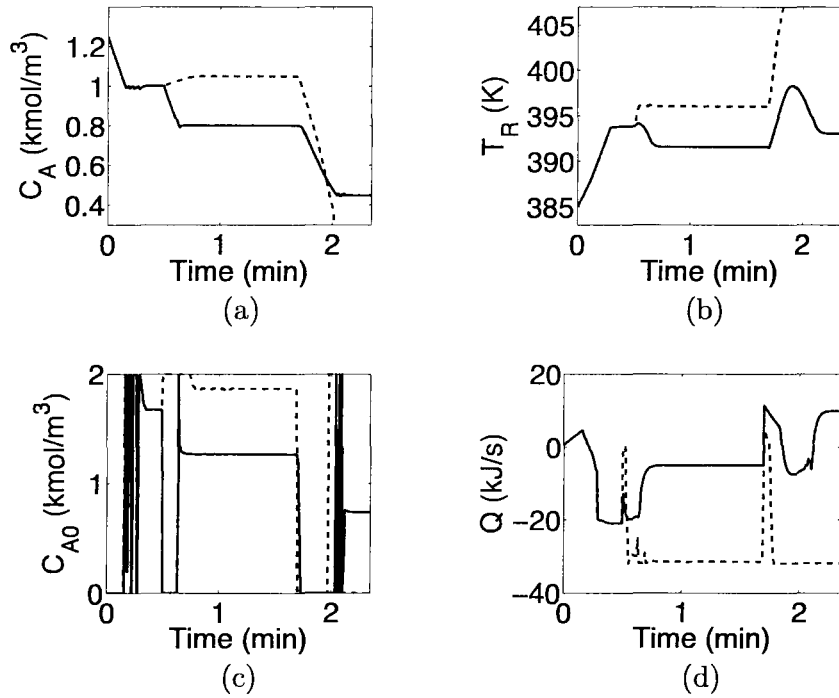 1.2
1
0.8
0.6
0.4
C_A (kmol/m³)
0 1 2
Time (min)
(a)
405
400
395
390
385
T_R (K)
0 1 2
Time (min)
(b)
2
1
0
C_A0 (kmol/m³)
0 1 2
Time (min)
(c)
20
0
−20
−40
Q (kJ/s)
0 1 2
Time (min)
(d)